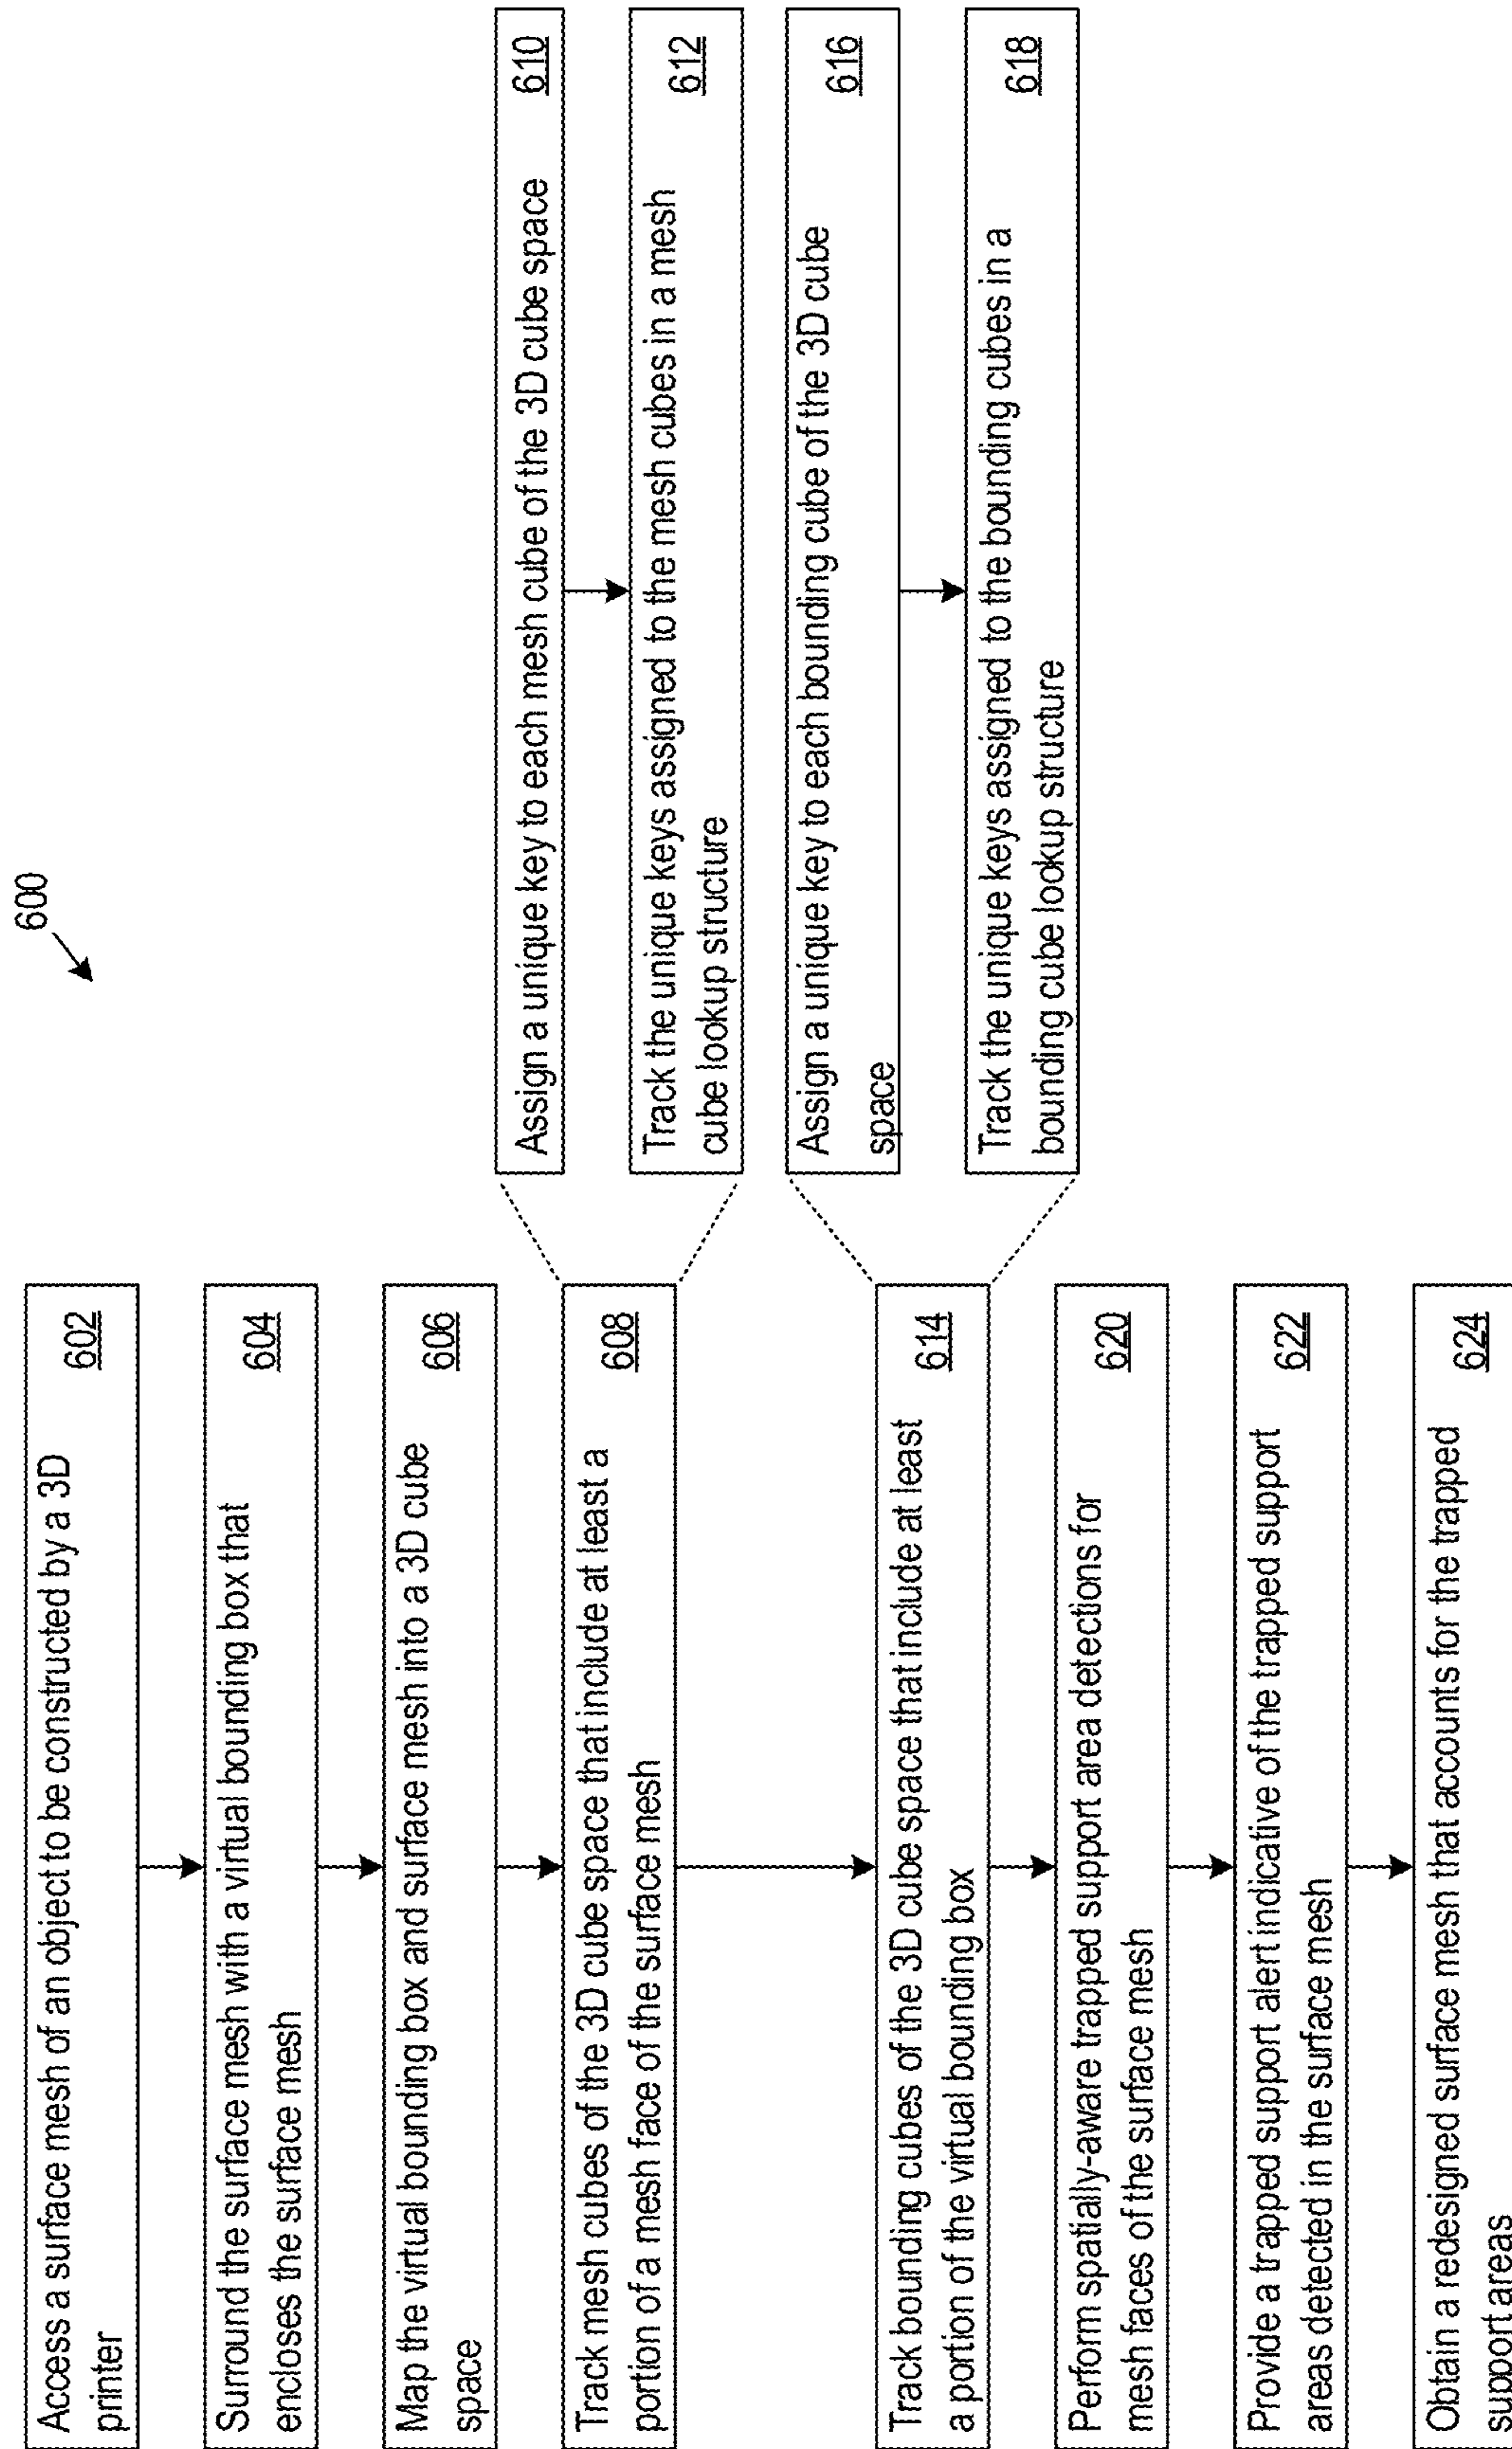 600
Access a surface mesh of an object to be constructed by a 3D
printer
602
Surround the surface mesh with a virtual bounding box that
encloses the surface mesh
604
Map the virtual bounding box and surface mesh into a 3D cube
space
606
Track mesh cubes of the 3D cube space that include at least a
portion of a mesh face of the surface mesh
608
Assign a unique key to each mesh cube of the 3D cube space
610
Track the unique keys assigned to the mesh cubes in a mesh
cube lookup structure
612
Track bounding cubes of the 3D cube space that include at least
a portion of the virtual bounding box
614
Assign a unique key to each bounding cube of the 3D cube
space
616
Track the unique keys assigned to the bounding cubes in a
bounding cube lookup structure
618
Perform spatially-aware trapped support area detections for
mesh faces of the surface mesh
620
Provide a trapped support alert indicative of the trapped support
areas detected in the surface mesh
622
Obtain a redesigned surface mesh that accounts for the trapped
support areas
624